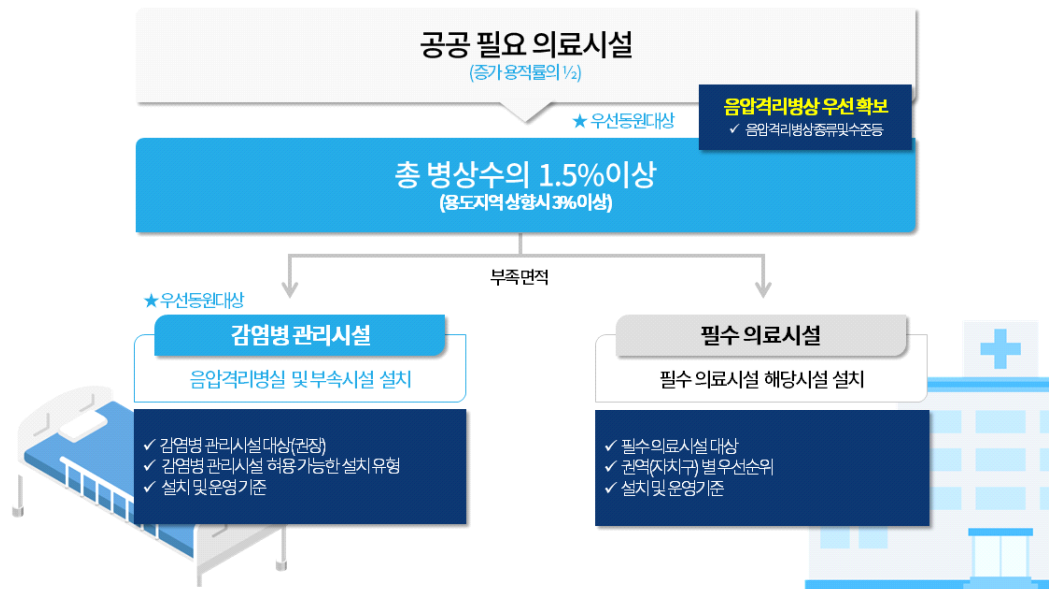 공공 필요 의료시설
(증가 용적률의 ½)
음압격리병상 우선 확보
✓ 음압격리병상 종류 및 수준 등
★ 우선동원대상
총 병상수의 1.5%이상
(용도지역 상향시 3% 이상)
부족 면적
★ 우선동원대상
감염병 관리시설
음압격리병실 및 부속시설 설치
✓ 감염병 관리시설 대상(권장)
✓ 감염병 관리시설 허용 가능한 설치 유형
✓ 설치 및 운영 기준
필수 의료시설
필수 의료시설 해당시설 설치
✓ 필수 의료시설 대상
✓ 권역(자치구) 별 우선순위
✓ 설치 및 운영기준